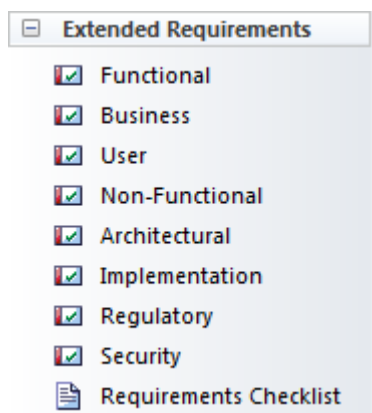 Extended Requirements
Functional
Business
User
Non-Functional
Architectural
Implementation
Regulatory
Security
Requirements Checklist